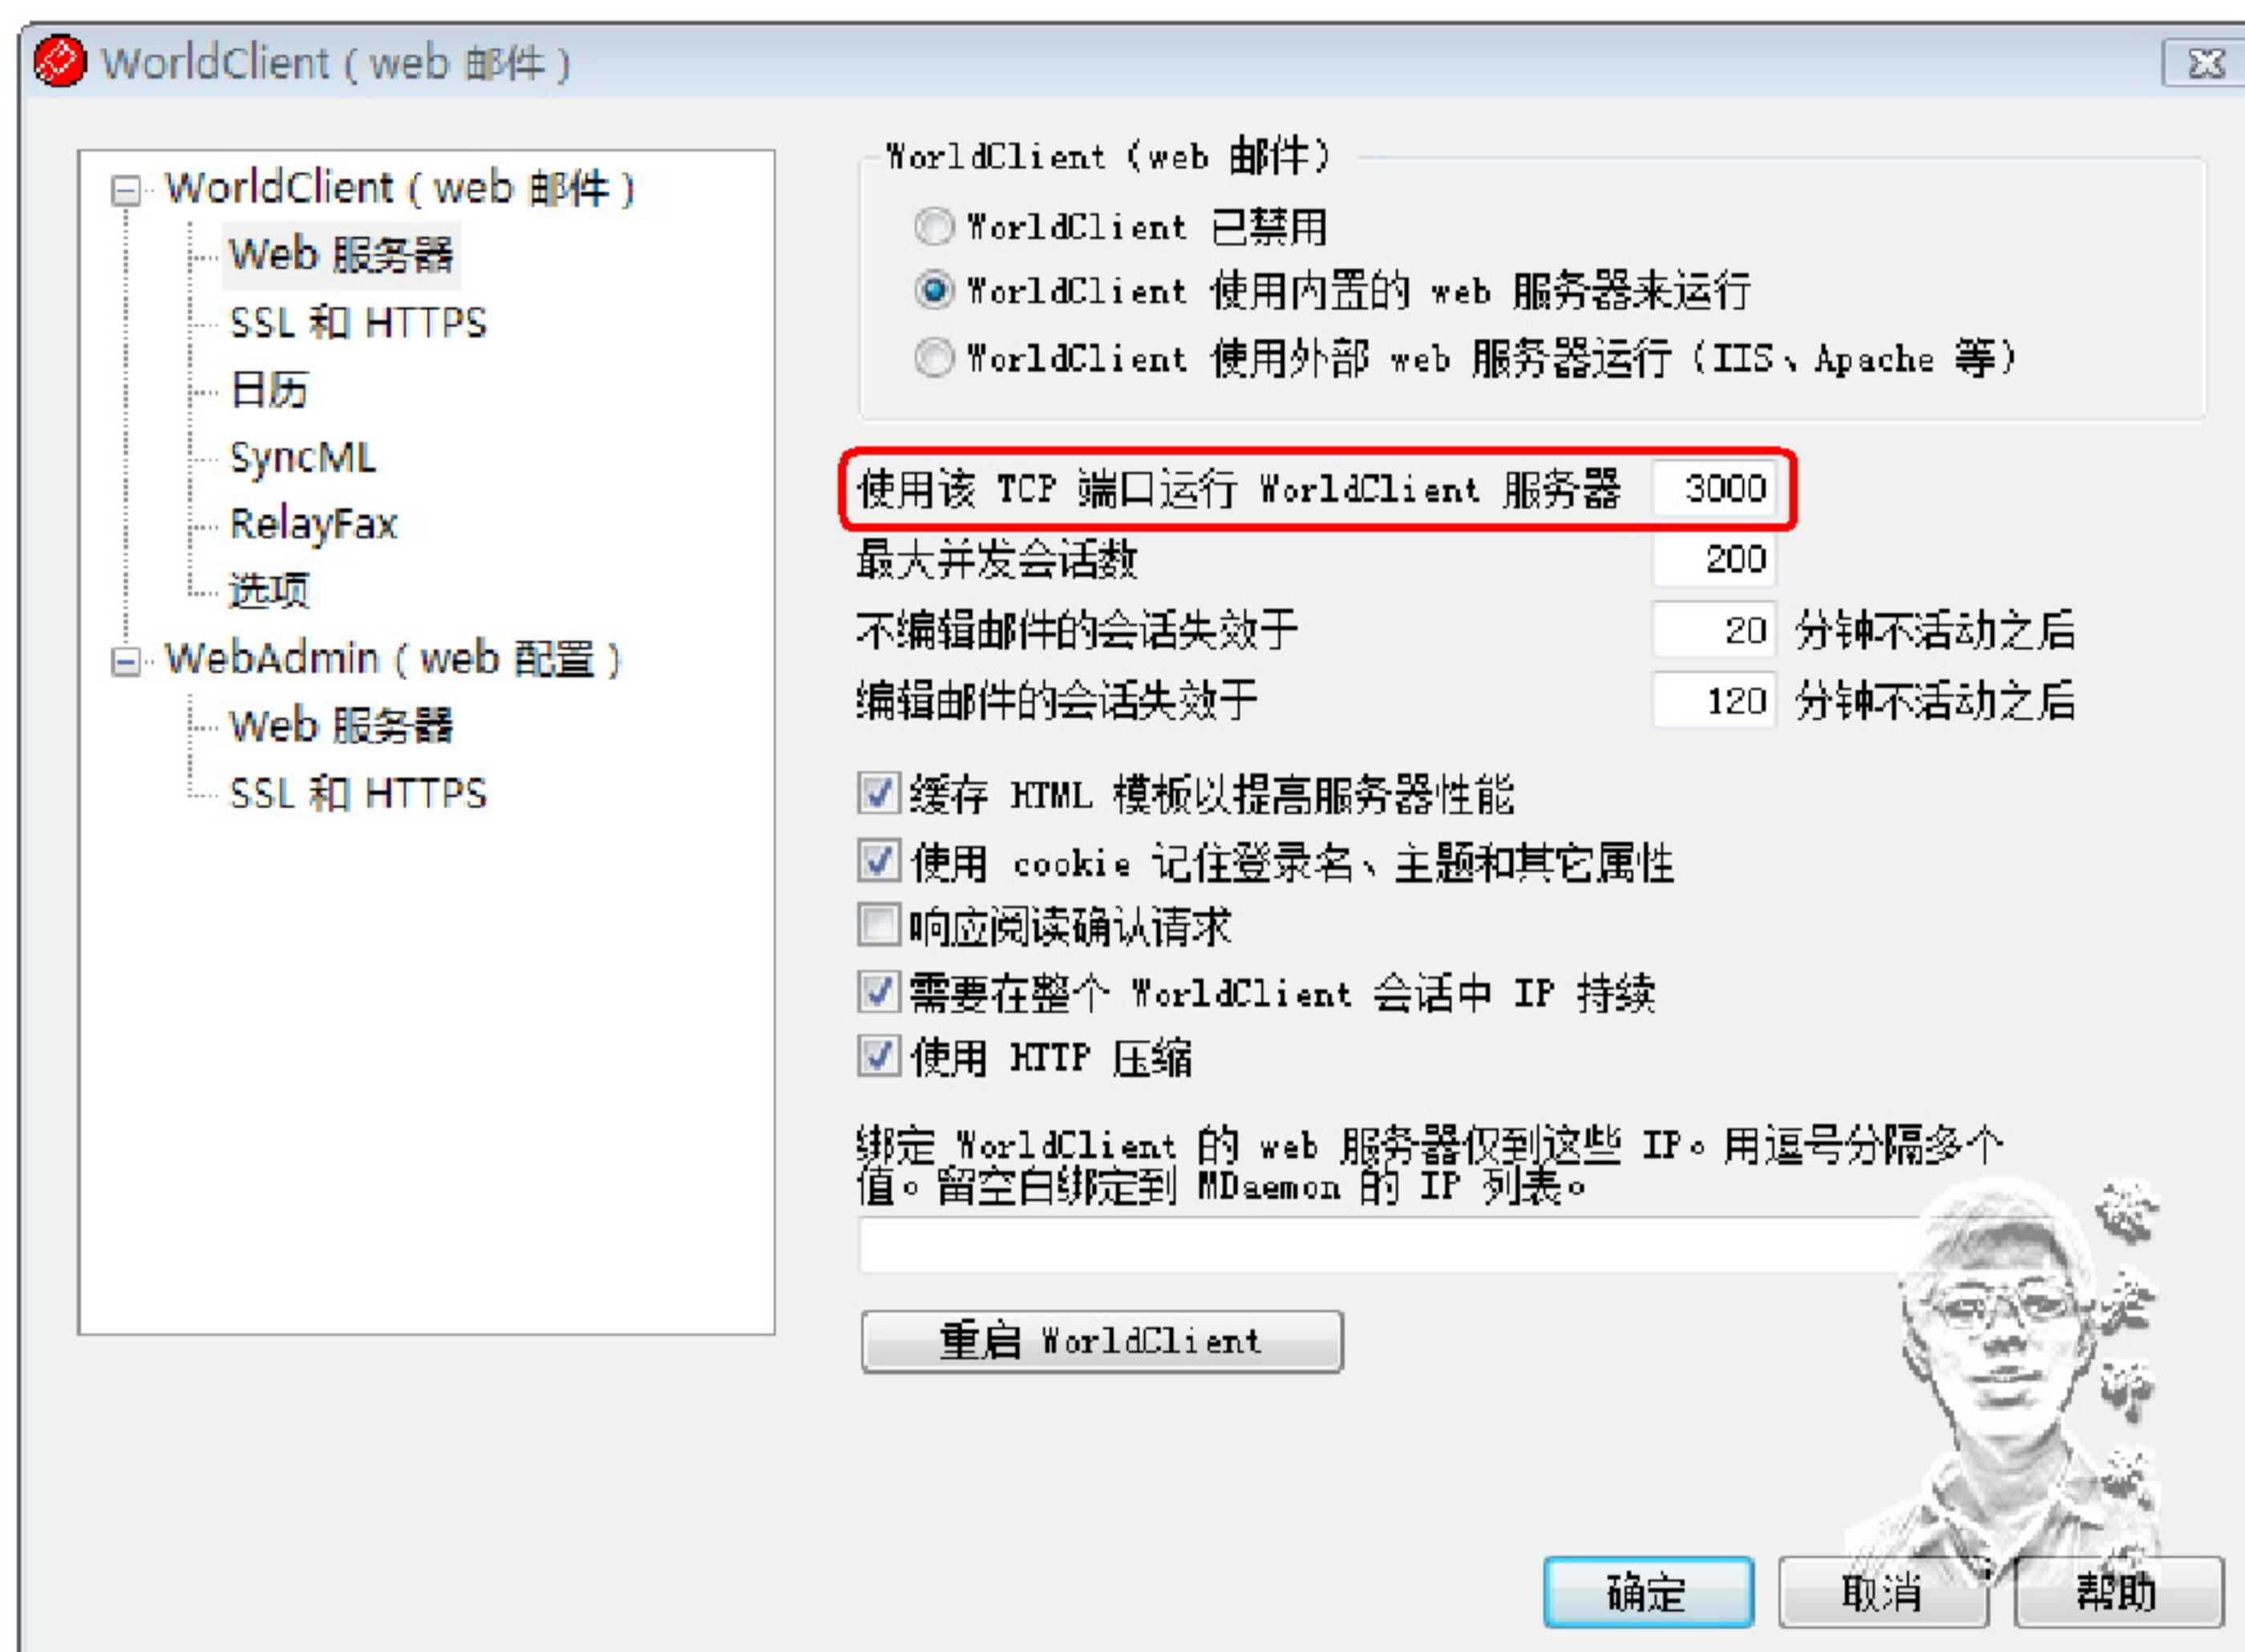 WorldClient ( web 邮件 )
WorldClient ( web 邮件 )
Web 服务器
SSL 和 HTTPS
日历
SyncML
RelayFax
选项
WebAdmin ( web 配置 )
Web 服务器
SSL 和 HTTPS
WorldClient (web 邮件)
WorldClient 已禁用
WorldClient 使用内置的 web 服务器来运行
WorldClient 使用外部 web 服务器运行 (IIS、Apache 等)
使用该 TCP 端口运行 WorldClient 服务器 3000
最大并发会话数 200
不编辑邮件的会话失效于 20 分钟不活动之后
编辑邮件的会话失效于 120 分钟不活动之后
缓存 HTML 模板以提高服务器性能
使用 cookie 记住登录名、主题和其它属性
响应阅读确认请求
需要在整个 WorldClient 会话中 IP 持续
使用 HTTP 压缩
绑定 WorldClient 的 web 服务器仅到这些 IP。用逗号分隔多个
值。留空白绑定到 MDaemon 的 IP 列表。
重启 WorldClient
确定 取消 帮助